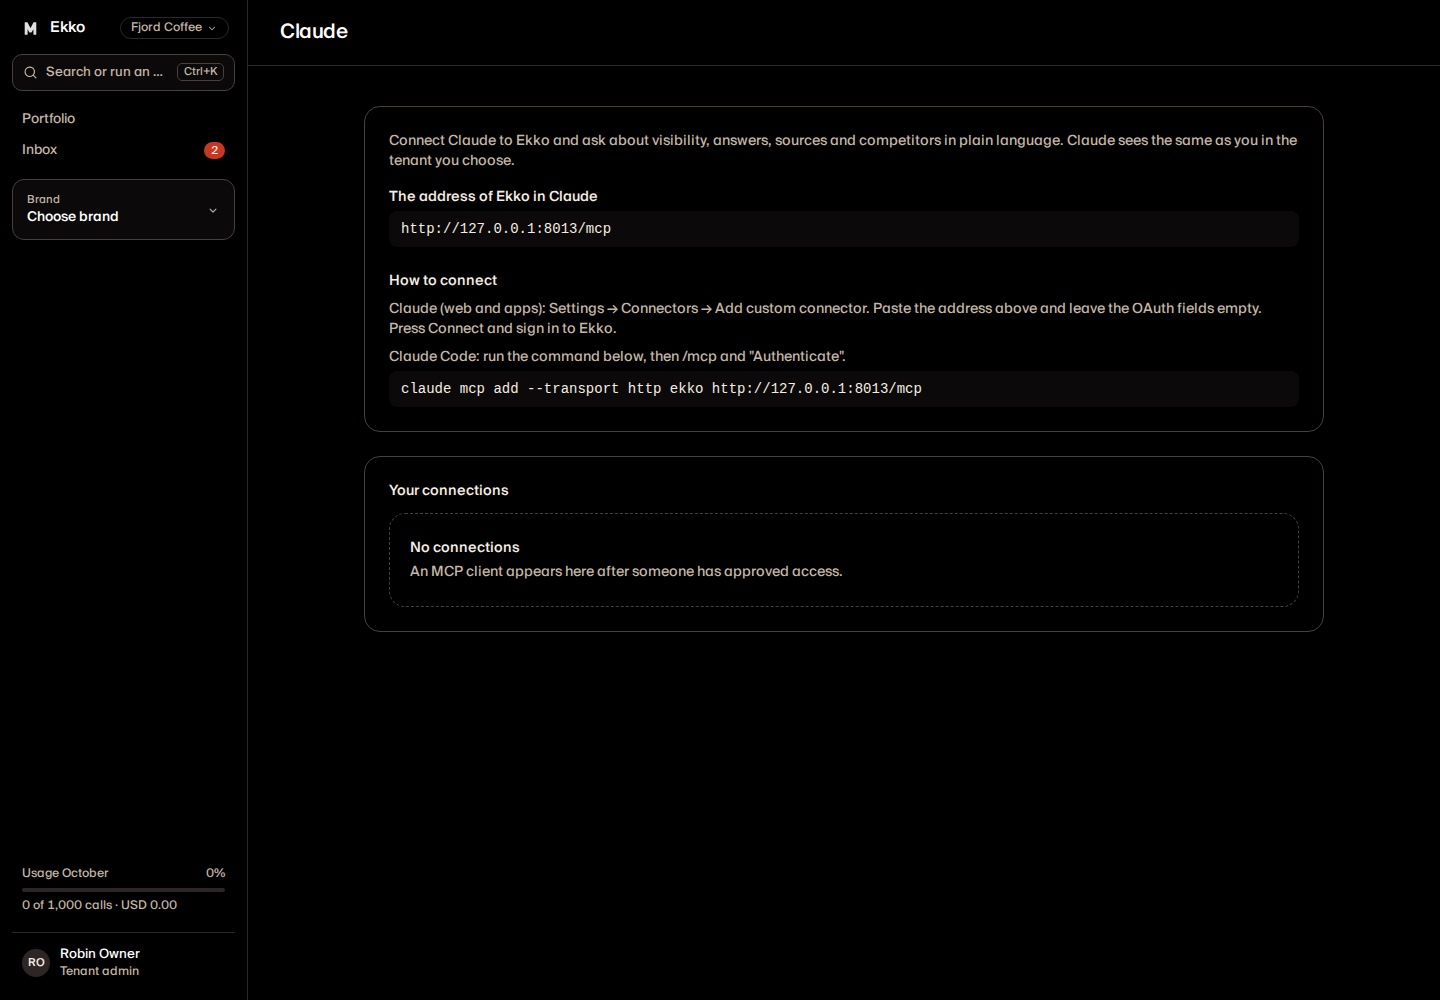 Ekko
Fjord Coffee
Search or run an ...
Ctrl+K
Portfolio
Inbox
2
Brand
Choose brand
Usage October
0%
0 of 1,000 calls · USD 0.00
RO
Robin Owner
Tenant admin
Claude
Connect Claude to Ekko and ask about visibility, answers, sources and competitors in plain language. Claude sees the same as you in the
tenant you choose.
The address of Ekko in Claude
http://127.0.0.1:8013/mcp
How to connect
Claude (web and apps): Settings → Connectors → Add custom connector. Paste the address above and leave the OAuth fields empty.
Press Connect and sign in to Ekko.
Claude Code: run the command below, then /mcp and "Authenticate".
claude mcp add --transport http ekko http://127.0.0.1:8013/mcp
Your connections
No connections
An MCP client appears here after someone has approved access.